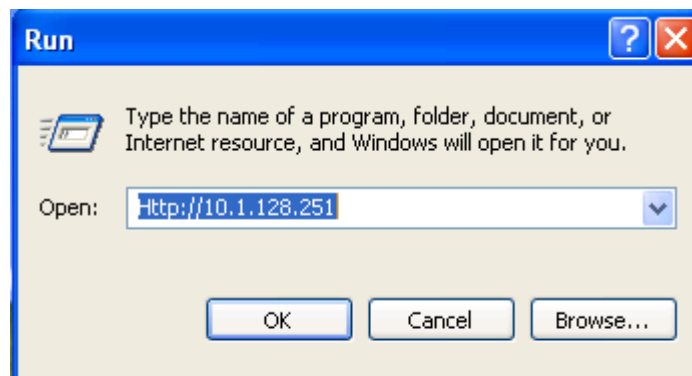 Run
Type the name of a program, folder, document, or
Internet resource, and Windows will open it for you.
Open: Http://10.1.128.251
OK Cancel Browse...